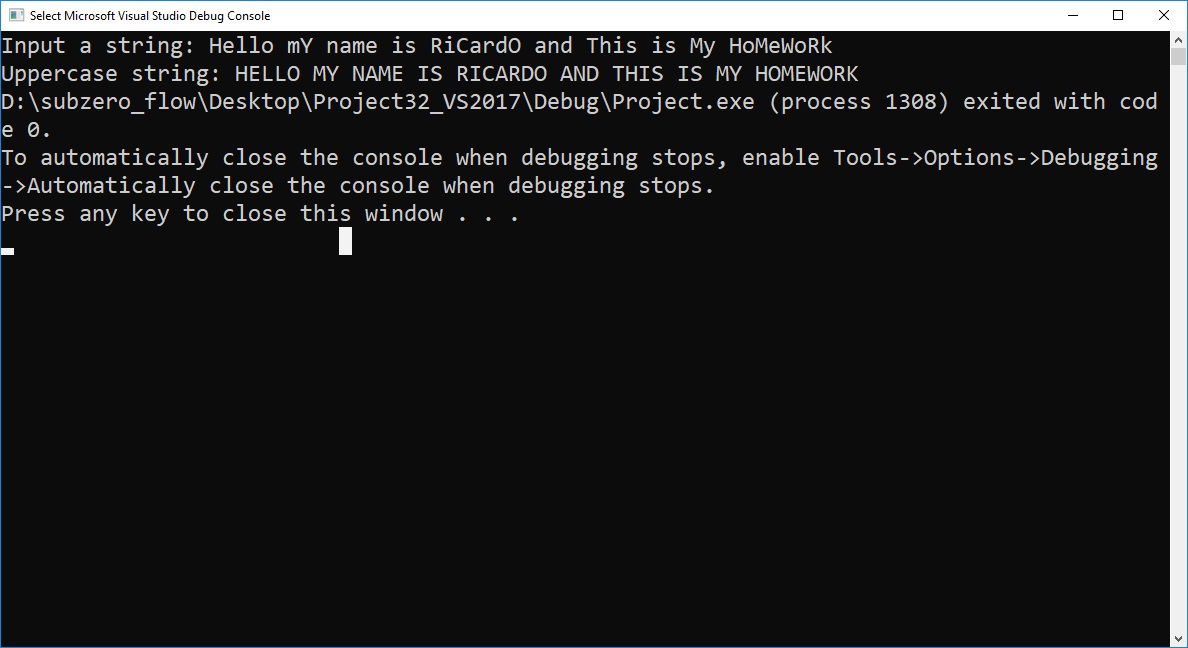 Select Microsoft Visual Studio Debug Console
Input a string: Hello mY name is RiCardO and This is My HoMeWoRk
Uppercase string: HELLO MY NAME IS RICARDO AND THIS IS MY HOMEWORK
D:\subzero_flow\Desktop\Project32_VS2017\Debug\Project.exe (process 1308) exited with cod
e 0.
To automatically close the console when debugging stops, enable Tools->Options->Debugging
->Automatically close the console when debugging stops.
Press any key to close this window . . .